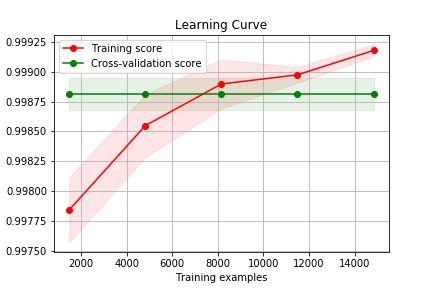 Learning Curve
0.99925
0.99900
0.99875
0.99850
0.99825
0.99800
0.99775
0.99750
Training score
Cross-validation score
2000 4000 6000 8000 10000 12000 14000
Training examples